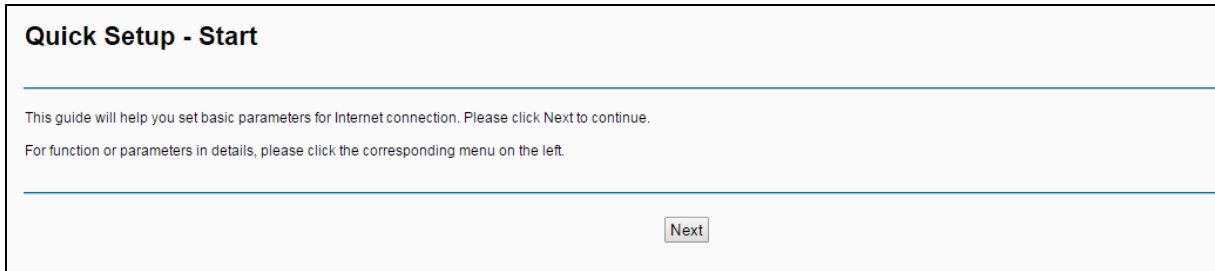 Quick Setup - Start
This guide will help you set basic parameters for Internet connection. Please click Next to continue.
For function or parameters in details, please click the corresponding menu on the left.
Next